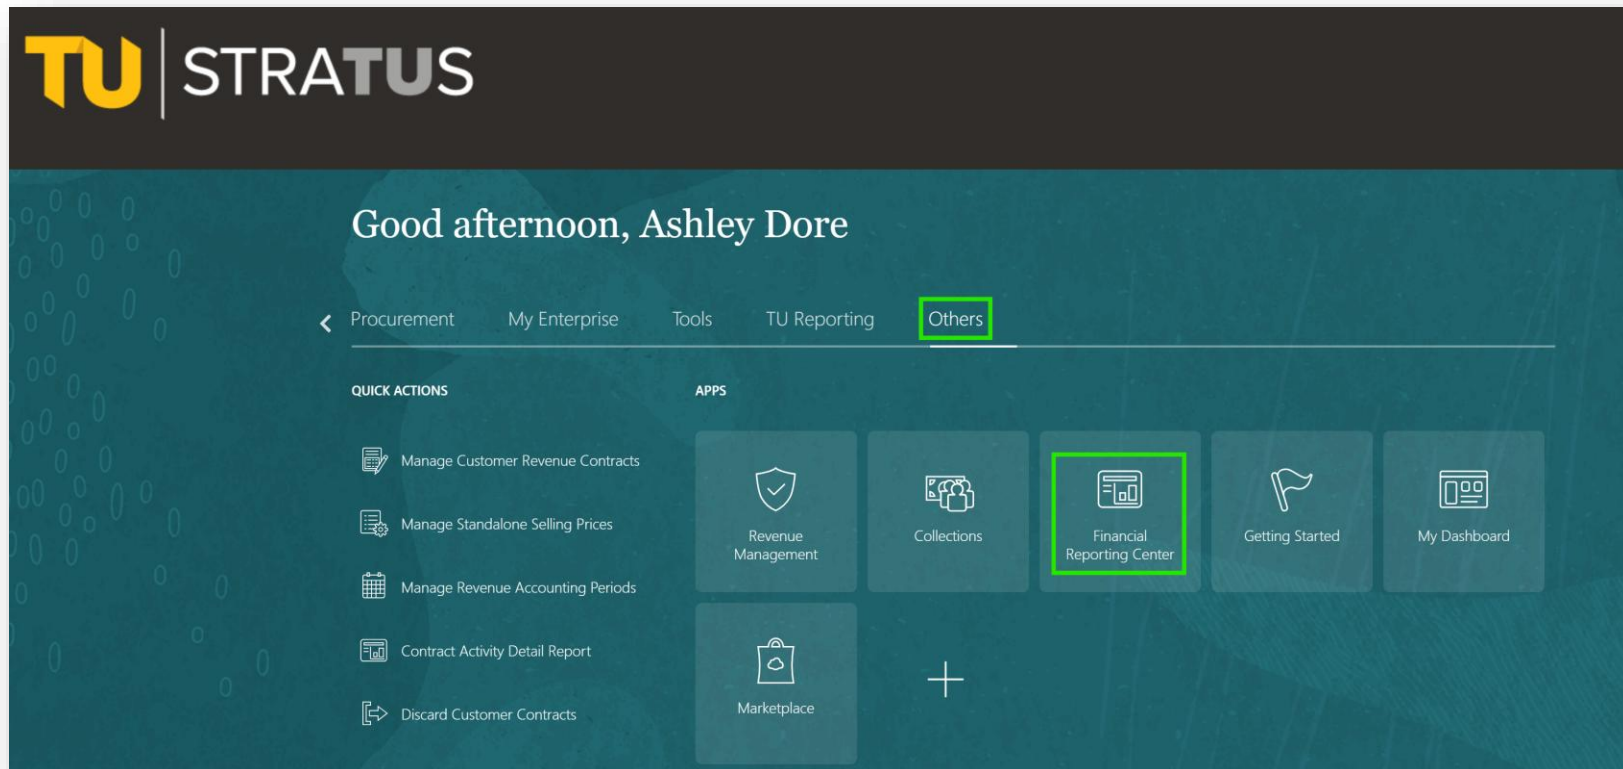 TU STRATUS
Good afternoon, Ashley Dore
Procurement My Enterprise Tools TU Reporting Others
QUICK ACTIONS
Manage Customer Revenue Contracts
Manage Standalone Selling Prices
Manage Revenue Accounting Periods
Contract Activity Detail Report
Discard Customer Contracts
APPS
Revenue
Management
Collections
Financial
Reporting Center
Getting Started
My Dashboard
Marketplace